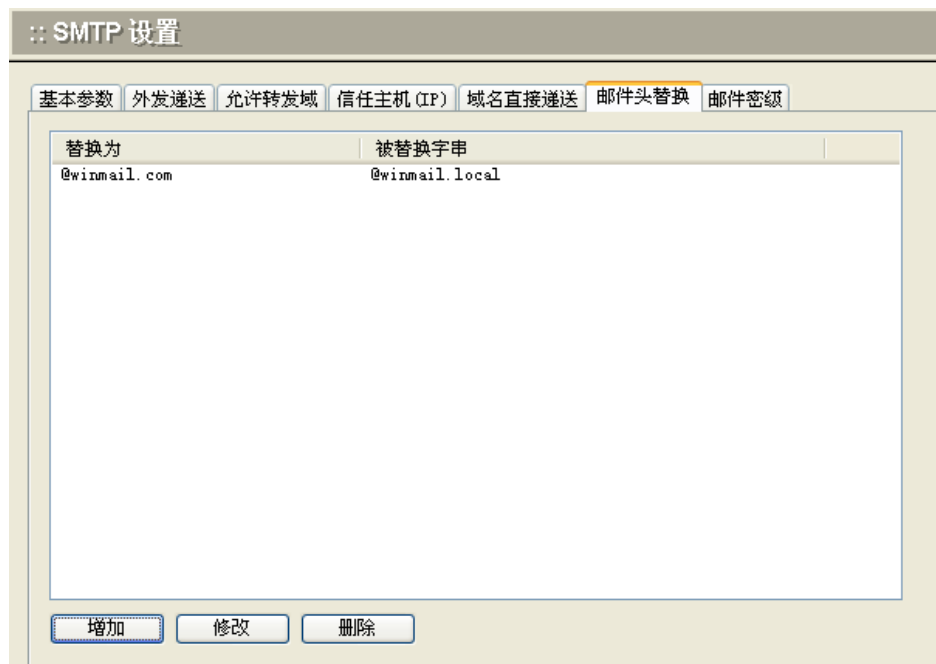 :: SMTP 设置
基本参数 外发递送 允许转发域 信任主机(IP) 域名直接递送 邮件头替换 邮件密级
替换为 被替换字串
@winmail.com @winmail.local
增加 修改 删除